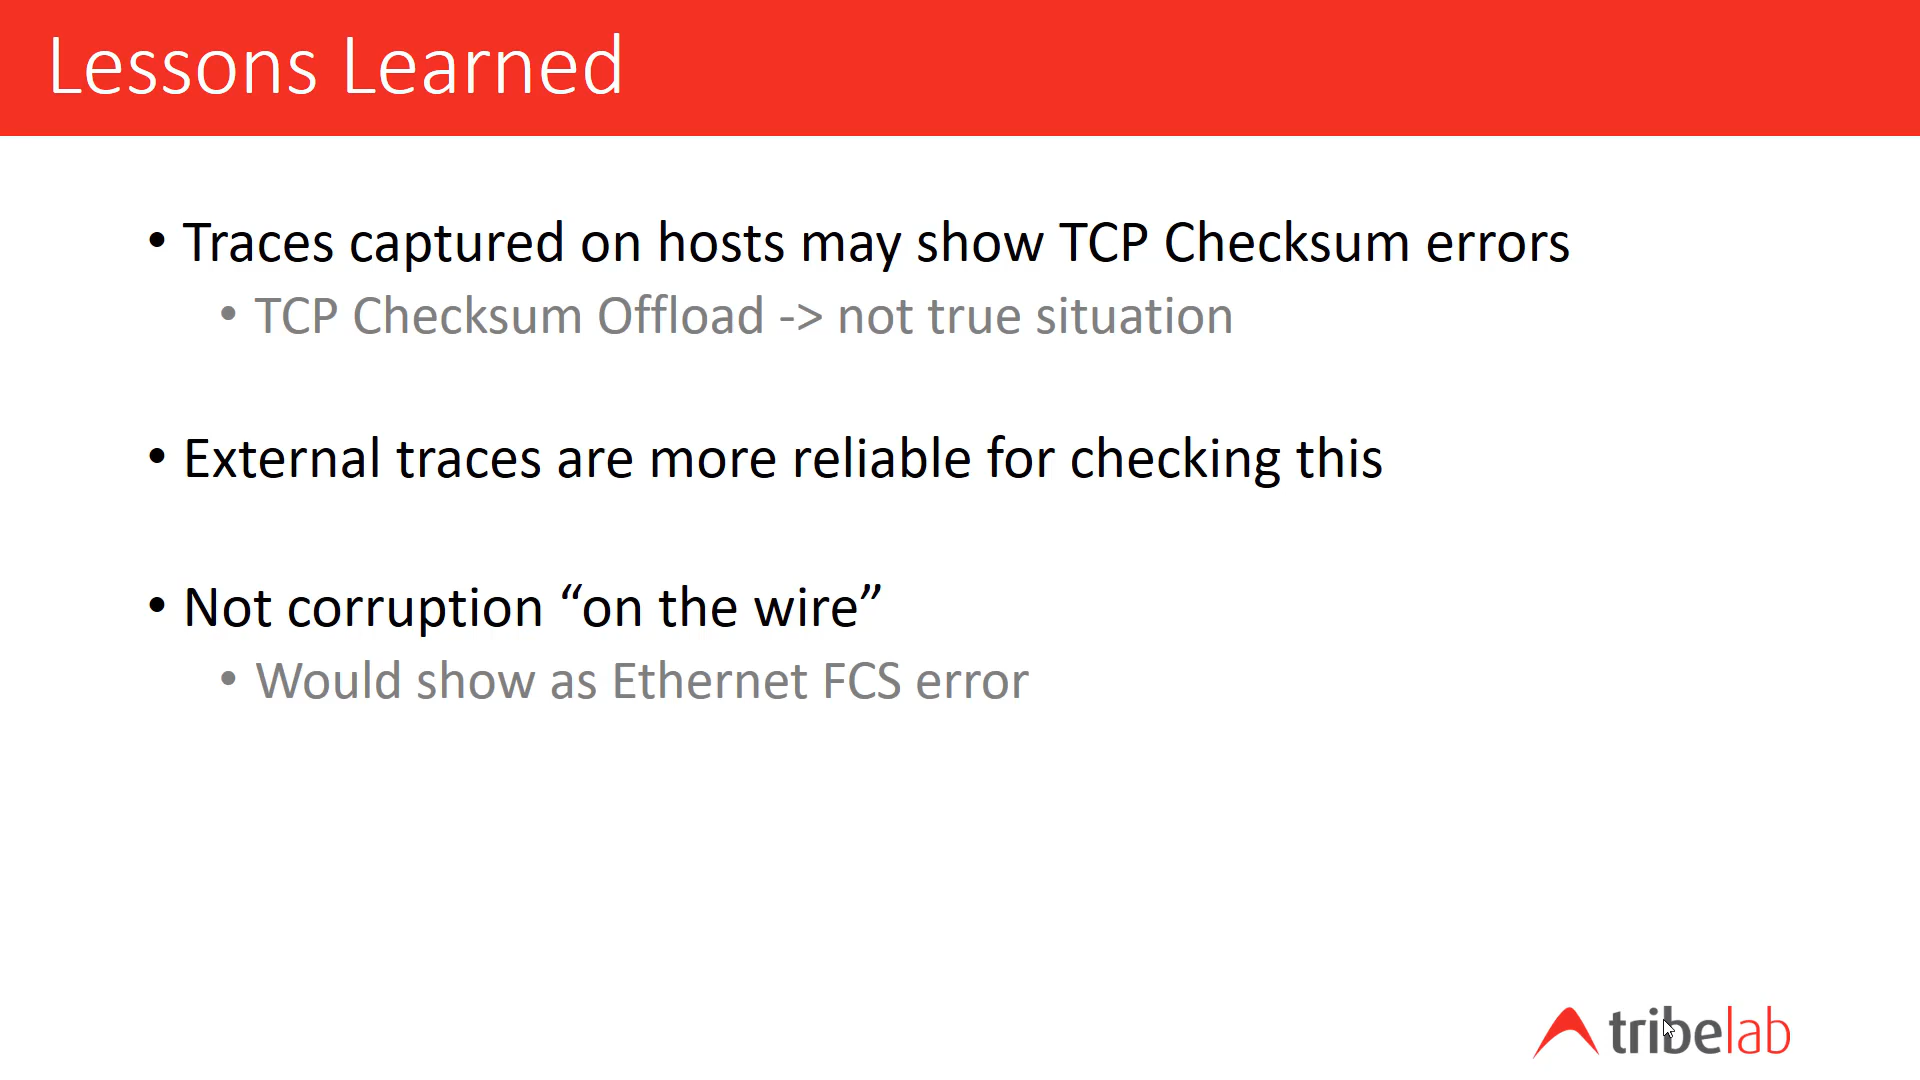 Lessons Learned
• Traces captured on hosts may show TCP Checksum errors
• TCP Checksum Offload -> not true situation
• External traces are more reliable for checking this
• Not corruption “on the wire”
• Would show as Ethernet FCS error
tribelab